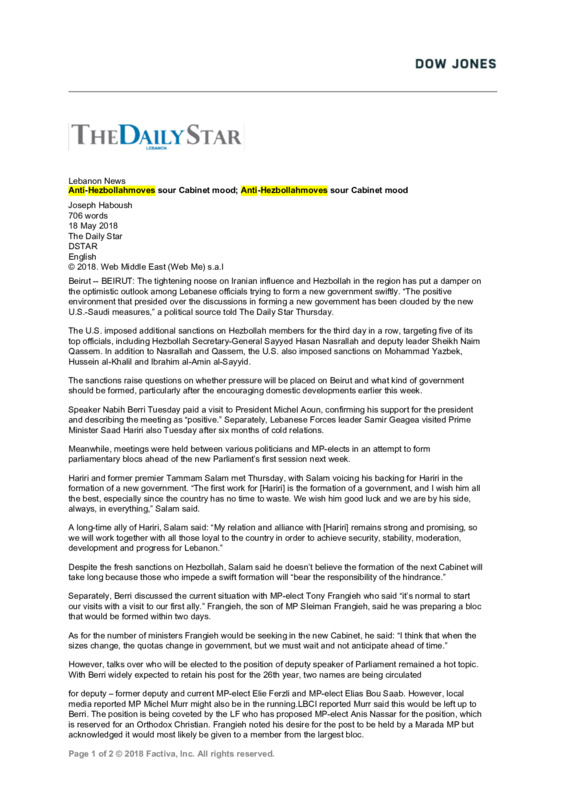 DOW JONES
THEDAILYSTAR
LEBANON
Lebanon News
Anti-Hezbollahmoves sour Cabinet mood; Anti-Hezbollahmoves sour Cabinet mood
Joseph Haboush
706 words
18 May 2018
The Daily Star
DSTAR
English
© 2018. Web Middle East (Web Me) s.a.l
Beirut -- BEIRUT: The tightening noose on Iranian influence and Hezbollah in the region has put a damper on
the optimistic outlook among Lebanese officials trying to form a new government swiftly. “The positive
environment that presided over the discussions in forming a new government has been clouded by the new
U.S.-Saudi measures,” a political source told The Daily Star Thursday.
The U.S. imposed additional sanctions on Hezbollah members for the third day in a row, targeting five of its
top officials, including Hezbollah Secretary-General Sayyed Hasan Nasrallah and deputy leader Sheikh Naim
Qassem. In addition to Nasrallah and Qassem, the U.S. also imposed sanctions on Mohammad Yazbek,
Hussein al-Khalil and Ibrahim al-Amin al-Sayyid.
The sanctions raise questions on whether pressure will be placed on Beirut and what kind of government
should be formed, particularly after the encouraging domestic developments earlier this week.
Speaker Nabih Berri Tuesday paid a visit to President Michel Aoun, confirming his support for the president
and describing the meeting as “positive.” Separately, Lebanese Forces leader Samir Geagea visited Prime
Minister Saad Hariri also Tuesday after six months of cold relations.
Meanwhile, meetings were held between various politicians and MP-elects in an attempt to form
parliamentary blocs ahead of the new Parliament’s first session next week.
Hariri and former premier Tammam Salam met Thursday, with Salam voicing his backing for Hariri in the
formation of a new government. “The first work for [Hariri] is the formation of a government, and I wish him all
the best, especially since the country has no time to waste. We wish him good luck and we are by his side,
always, in everything,” Salam said.
A long-time ally of Hariri, Salam said: “My relation and alliance with [Hariri] remains strong and promising, so
we will work together with all those loyal to the country in order to achieve security, stability, moderation,
development and progress for Lebanon.”
Despite the fresh sanctions on Hezbollah, Salam said he doesn’t believe the formation of the next Cabinet will
take long because those who impede a swift formation will “bear the responsibility of the hindrance.”
Separately, Berri discussed the current situation with MP-elect Tony Frangieh who said “it’s normal to start
our visits with a visit to our first ally.” Frangieh, the son of MP Sleiman Frangieh, said he was preparing a bloc
that would be formed within two days.
As for the number of ministers Frangieh would be seeking in the new Cabinet, he said: “I think that when the
sizes change, the quotas change in government, but we must wait and not anticipate ahead of time.”
However, talks over who will be elected to the position of deputy speaker of Parliament remained a hot topic.
With Berri widely expected to retain his post for the 26th year, two names are being circulated
for deputy – former deputy and current MP-elect Elie Ferzli and MP-elect Elias Bou Saab. However, local
media reported MP Michel Murr might also be in the running.LBCI reported Murr said this would be left up to
Berri. The position is being coveted by the LF who has proposed MP-elect Anis Nassar for the position, which
is reserved for an Orthodox Christian. Frangieh noted his desire for the post to be held by a Marada MP but
acknowledged it would most likely be given to a member from the largest bloc.
Page 1 of 2 © 2018 Factiva, Inc. All rights reserved.